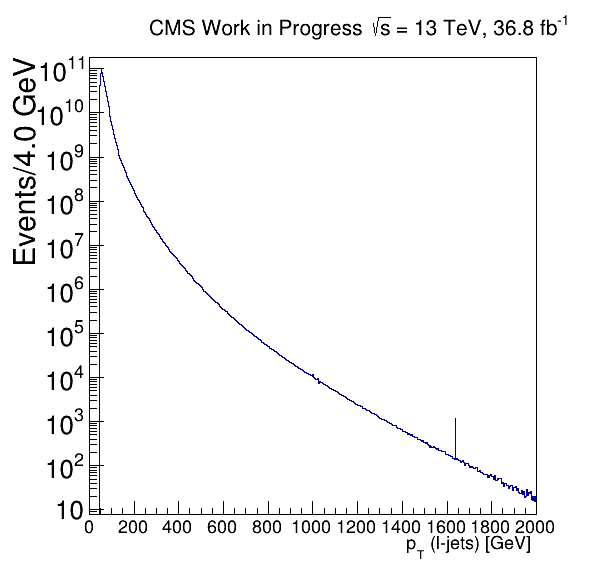 CMS Work in Progress √s = 13 TeV, 36.8 fb⁻¹
Events/4.0 GeV
10¹¹
10¹⁰
10⁹
10⁸
10⁷
10⁶
10⁵
10⁴
10³
10²
10
0 200 400 600 800 1000 1200 1400 1600 1800 2000
p_T (l-jets) [GeV]